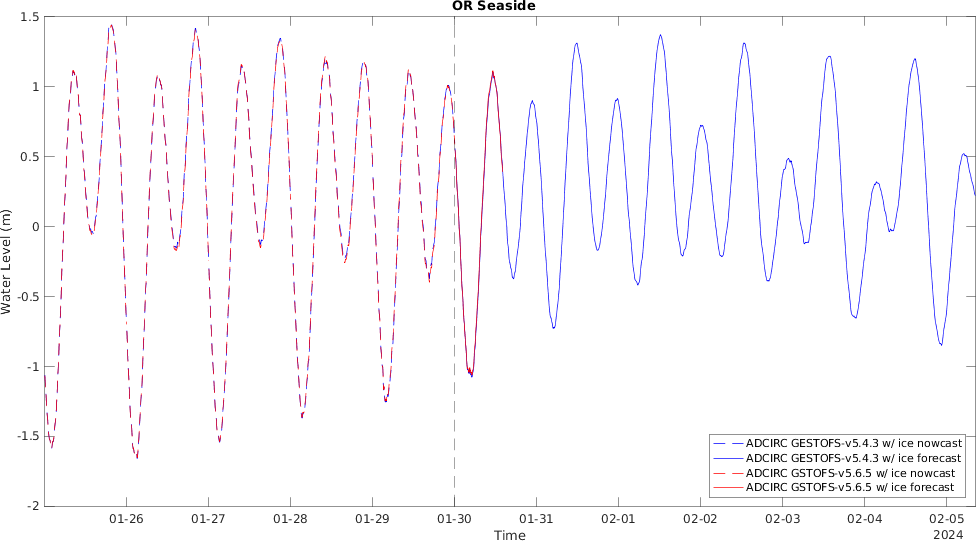 OR Seaside
1.5
1
0.5
0
-0.5
-1
-1.5
-2
Water Level (m)
01-26 01-27 01-28 01-29 01-30 01-31 02-01 02-02 02-03 02-04 02-05
2024
Time
ADCIRC GESTOFS-v5.4.3 w/ ice nowcast
ADCIRC GESTOFS-v5.4.3 w/ ice forecast
ADCIRC GSTOFS-v5.6.5 w/ ice nowcast
ADCIRC GSTOFS-v5.6.5 w/ ice forecast